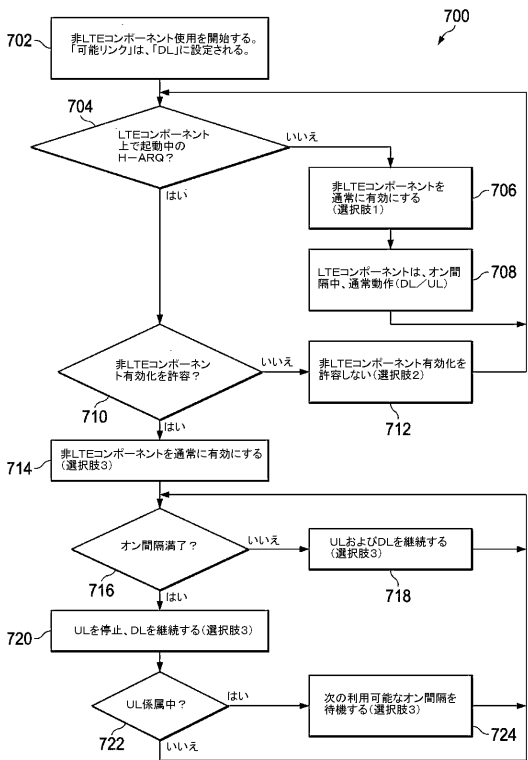 700
702
非LTEコンポーネント使用を開始する。
「可能リンク」は、「DL」に設定される。
704
LTEコンポーネント
上で起動中の
H－ARQ？
いいえ
はい
非LTEコンポーネントを
通常に有効にする
(選択肢1)
706
LTEコンポーネントは、オン間
隔中、通常動作(DL／UL)
708
非LTEコンポーネン
ト有効化を許容？
710
いいえ
はい
非LTEコンポーネント有効化を
許容しない(選択肢2)
712
714
非LTEコンポーネントを通常に有効にする
(選択肢3)
オン間隔満了？
716
いいえ
はい
ULおよびDLを継続する
(選択肢3)
718
720
ULを停止、DLを継続する(選択肢3)
UL係属中？
722
はい
いいえ
次の利用可能なオン間隔を
待機する(選択肢3)
724